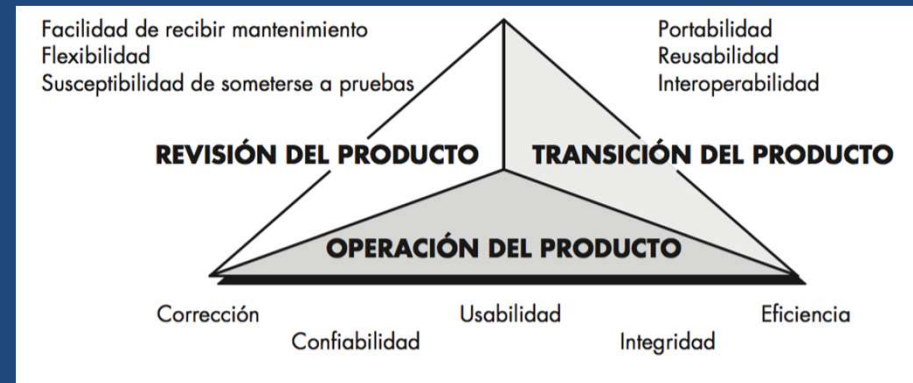 Facilidad de recibir mantenimiento
Flexibilidad
Susceptibilidad de someterse a pruebas
Portabilidad
Reusabilidad
Interoperabilidad
REVISIÓN DEL PRODUCTO
TRANSICIÓN DEL PRODUCTO
OPERACIÓN DEL PRODUCTO
Corrección
Usabilidad
Eficiencia
Confiabilidad
Integridad